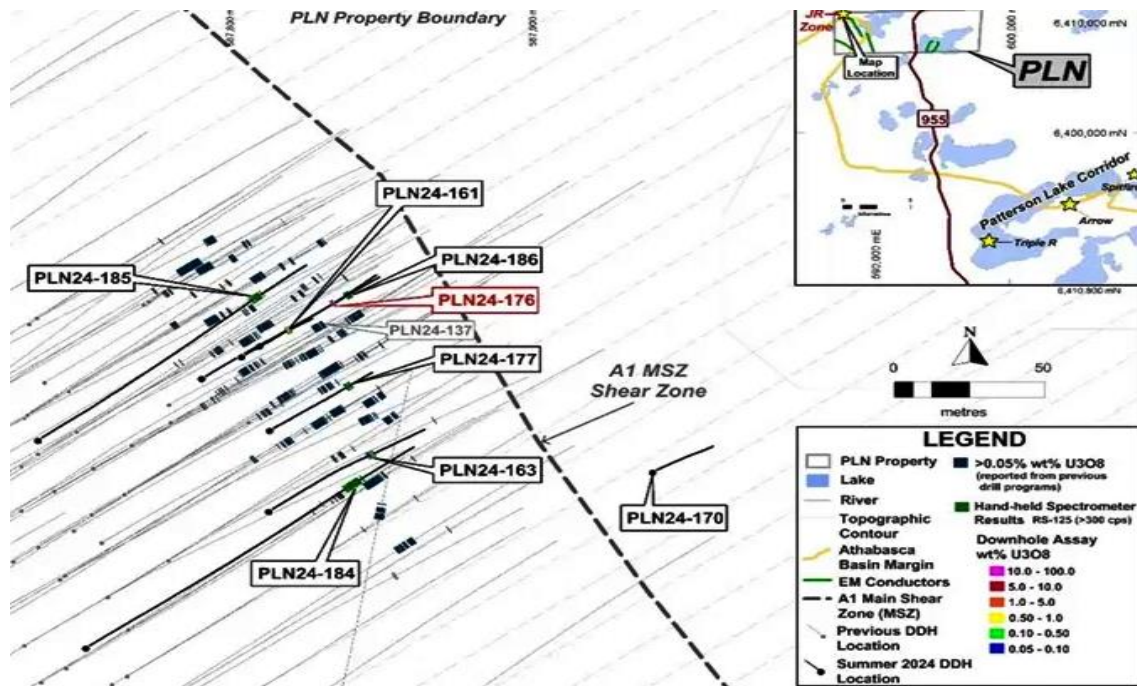 PLN Property Boundary
JR
Zone
Map
Location
PLN
955
6,410,000 mN
6,400,000 mN
Patterson Lake Corridor
Arrow
Triple R
PLN24-161
PLN24-185
PLN24-186
PLN24-176
PLN24-137
PLN24-177
PLN24-163
PLN24-184
PLN24-170
A1 MSZ
Shear Zone
N
0
50
metres
LEGEND
PLN Property
Lake
River
Topographic
Contour
Athabasca
Basin Margin
EM Conductors
A1 Main Shear
Zone (MSZ)
Previous DDH
Location
Summer 2024 DDH
Location
>0.05% wt% U3O8
(reported from previous
drill programs)
Hand-held Spectrometer
Results RS-125 (>300 cps)
Downhole Assay
wt% U3O8
10.0 - 100.0
5.0 - 10.0
1.0 - 5.0
0.50 - 1.0
0.10 - 0.50
0.05 - 0.10